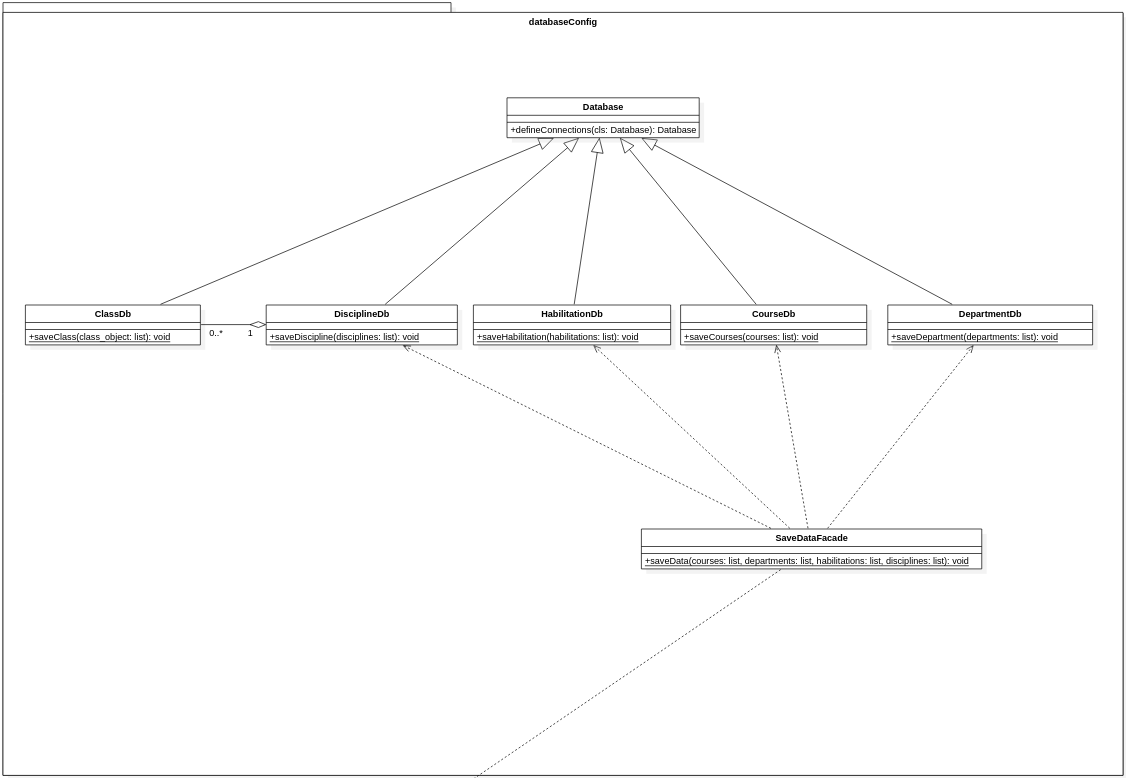 databaseConfig
Database
+defineConnections(cls: Database): Database
ClassDb
+saveClass(class_object: list): void
0..*
1
DisciplineDb
+saveDiscipline(disciplines: list): void
HabilitationDb
+saveHabilitation(habilitations: list): void
CourseDb
+saveCourses(courses: list): void
DepartmentDb
+saveDepartment(departments: list): void
SaveDataFacade
+saveData(courses: list, departments: list, habilitations: list, disciplines: list): void